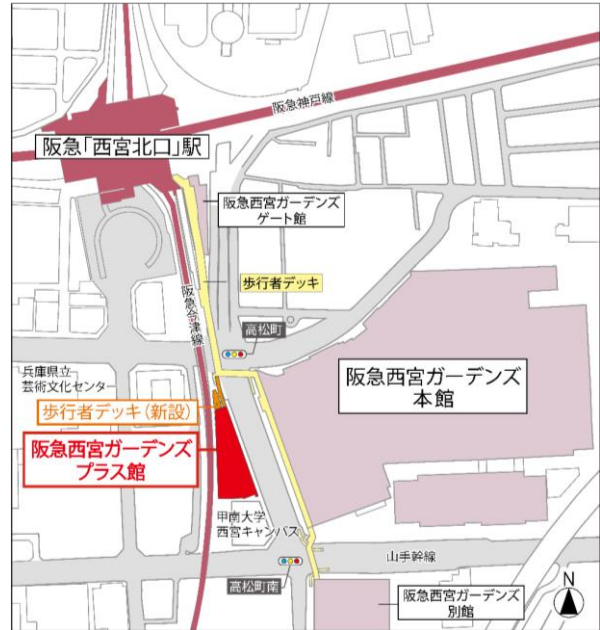 阪急神戸線
阪急「西宮北口」駅
阪急西宮ガーデンズ
ゲート館
歩行者デッキ
阪急今津線
高松町
兵庫県立
芸術文化センター
阪急西宮ガーデンズ
本館
歩行者デッキ(新設)
阪急西宮ガーデンズ
プラス館
甲南大学
西宮キャンパス
山手幹線
高松町南
阪急西宮ガーデンズ
別館
N